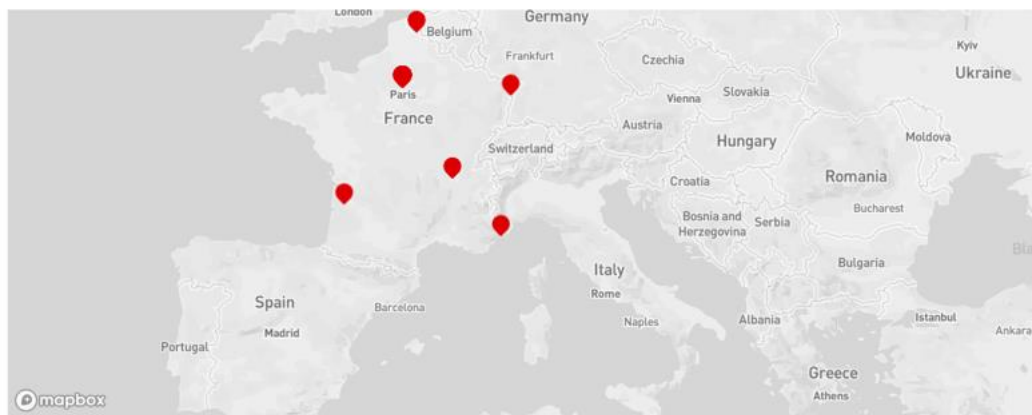 London
Germany
Belgium
Kyiv
Frankfurt
Czechia
Ukraine
Paris
Slovakia
Vienna
France
Austria
Moldova
Hungary
Switzerland
Romania
Croatia
Bucharest
Bosnia and
Herzegovina
Serbia
Bulgaria
Italy
Rome
Spain
Barcelona
Istanbul
Naples
Albania
Madrid
Ankara
Portugal
Greece
Athens
mapbox